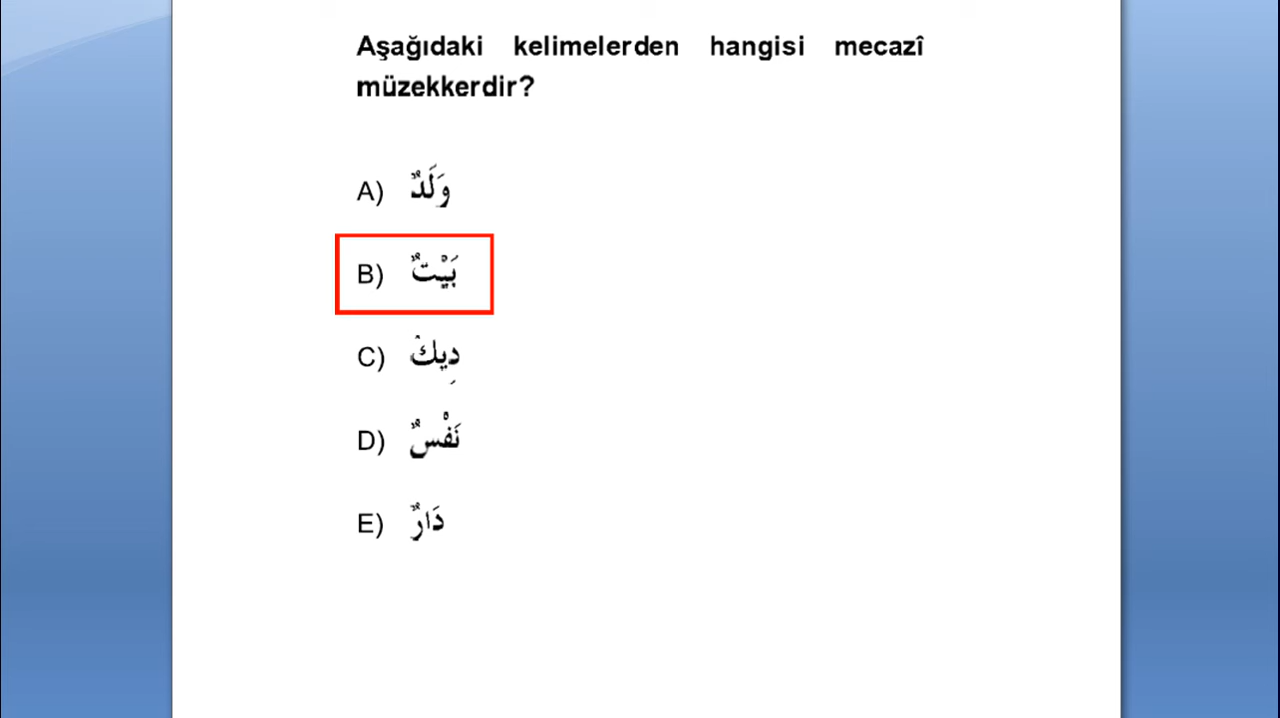 Aşağıdaki kelimelerden hangisi mecazî
müzekkerdir?
A) وَلَدٌ
B) بَيْتٌ
C) دِيكٌ
D) نَفْسٌ
E) دَارٌ